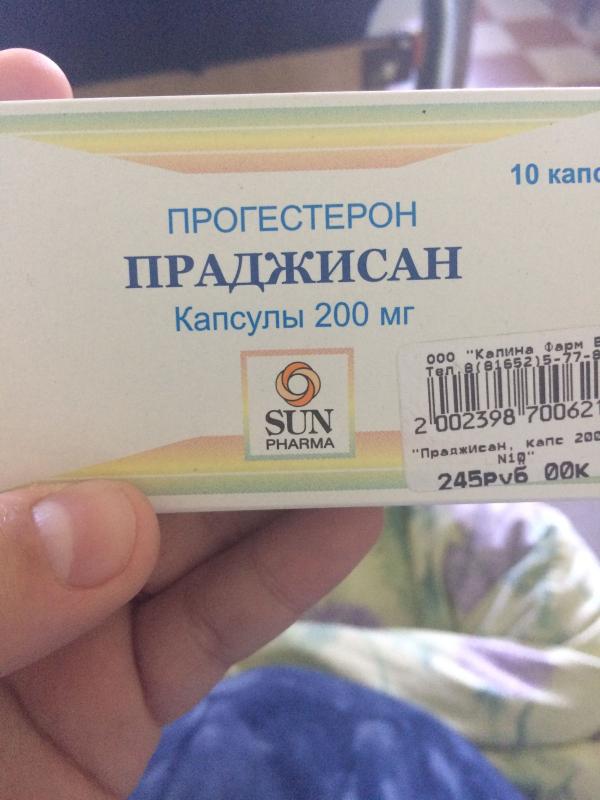 10 капс
ПРОГЕСТЕРОН
ПРАДЖИСАН
Капсулы 200 мг
SUN
PHARMA
ООО "Капина Фарм В
Тел 8(81652)5-77-8
2 002398 70062
"Праджисан, капс 200
N10"
245руб 00к